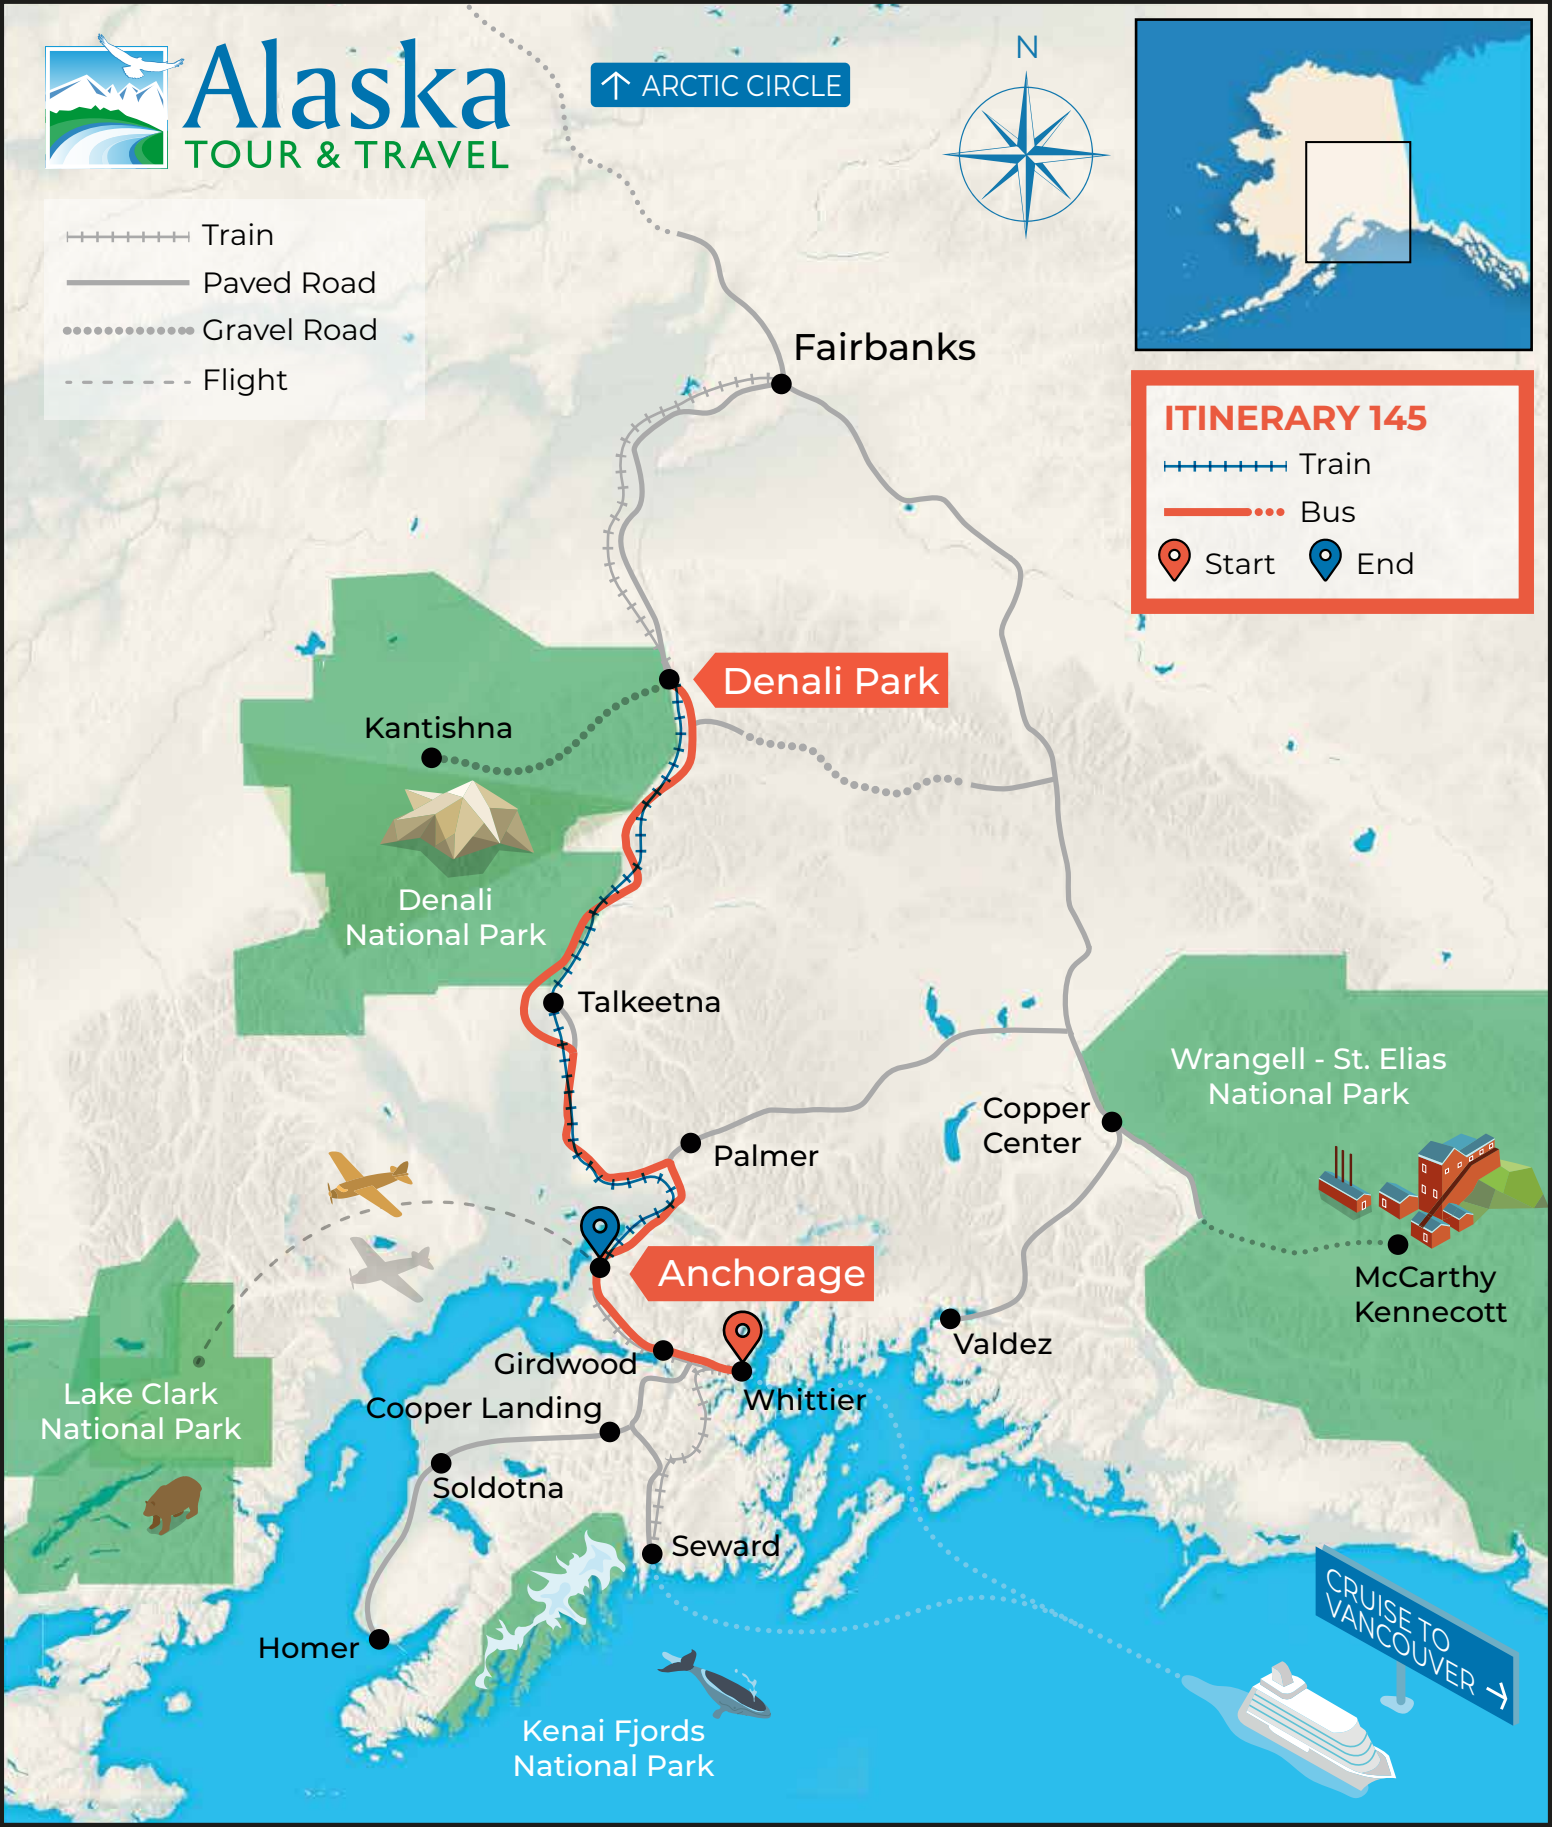 Alaska
TOUR & TRAVEL
↑ ARCTIC CIRCLE
N
Train
Paved Road
Gravel Road
Flight
Fairbanks
ITINERARY 145
Train
Bus
Start
End
Denali Park
Kantishna
Denali
National Park
Talkeetna
Wrangell - St. Elias
National Park
Copper
Center
Palmer
McCarthy
Kennecott
Anchorage
Valdez
Girdwood
Whittier
Lake Clark
National Park
Cooper Landing
Soldotna
Seward
Homer
CRUISE TO
VANCOUVER →
Kenai Fjords
National Park